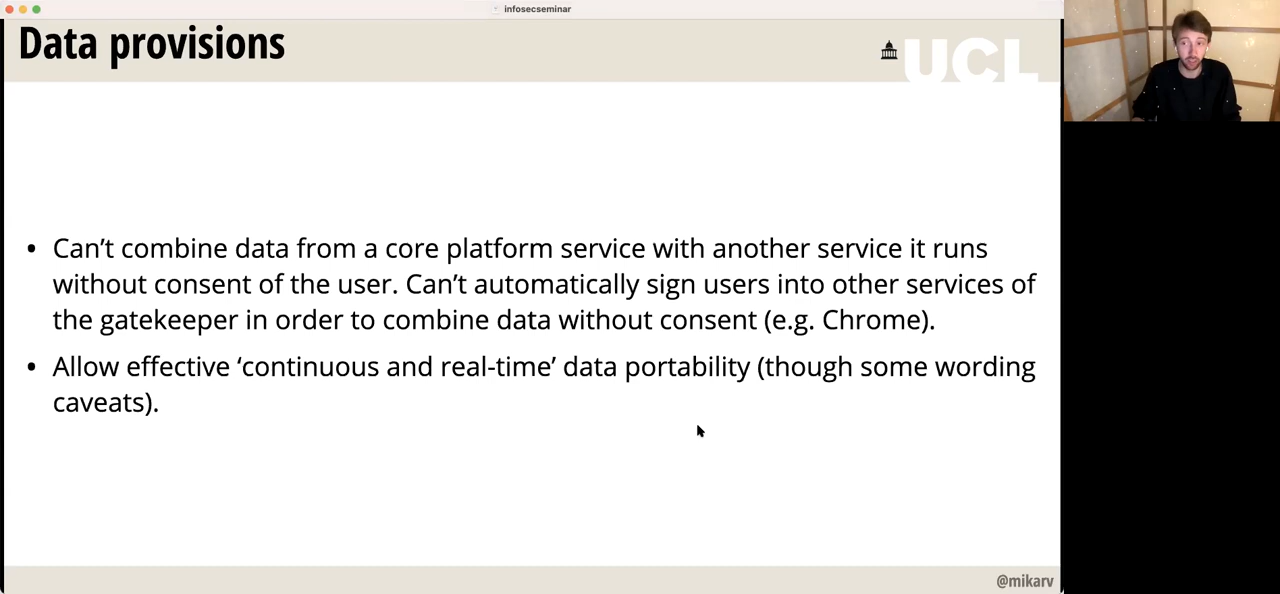 infosecseminar
Data provisions
UCL
• Can’t combine data from a core platform service with another service it runs
without consent of the user. Can’t automatically sign users into other services of
the gatekeeper in order to combine data without consent (e.g. Chrome).
• Allow effective ‘continuous and real-time’ data portability (though some wording
caveats).
@mikarv